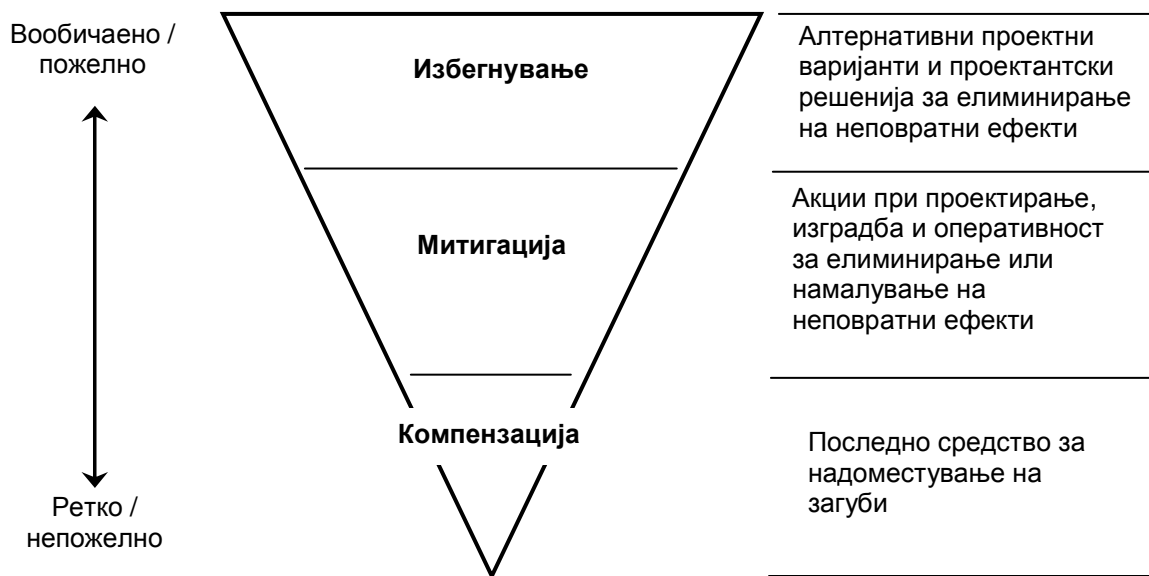 Вообичаено /
пожелно
Избегнување
Алтернативни проектни
варијанти и проектантски
решенија за елиминирање
на неповратни ефекти
Митигација
Акции при проектирање,
изградба и оперативност
за елиминирање или
намалување на
неповратни ефекти
Компензација
Последно средство за
надоместување на
загуби
Ретко /
непожелно